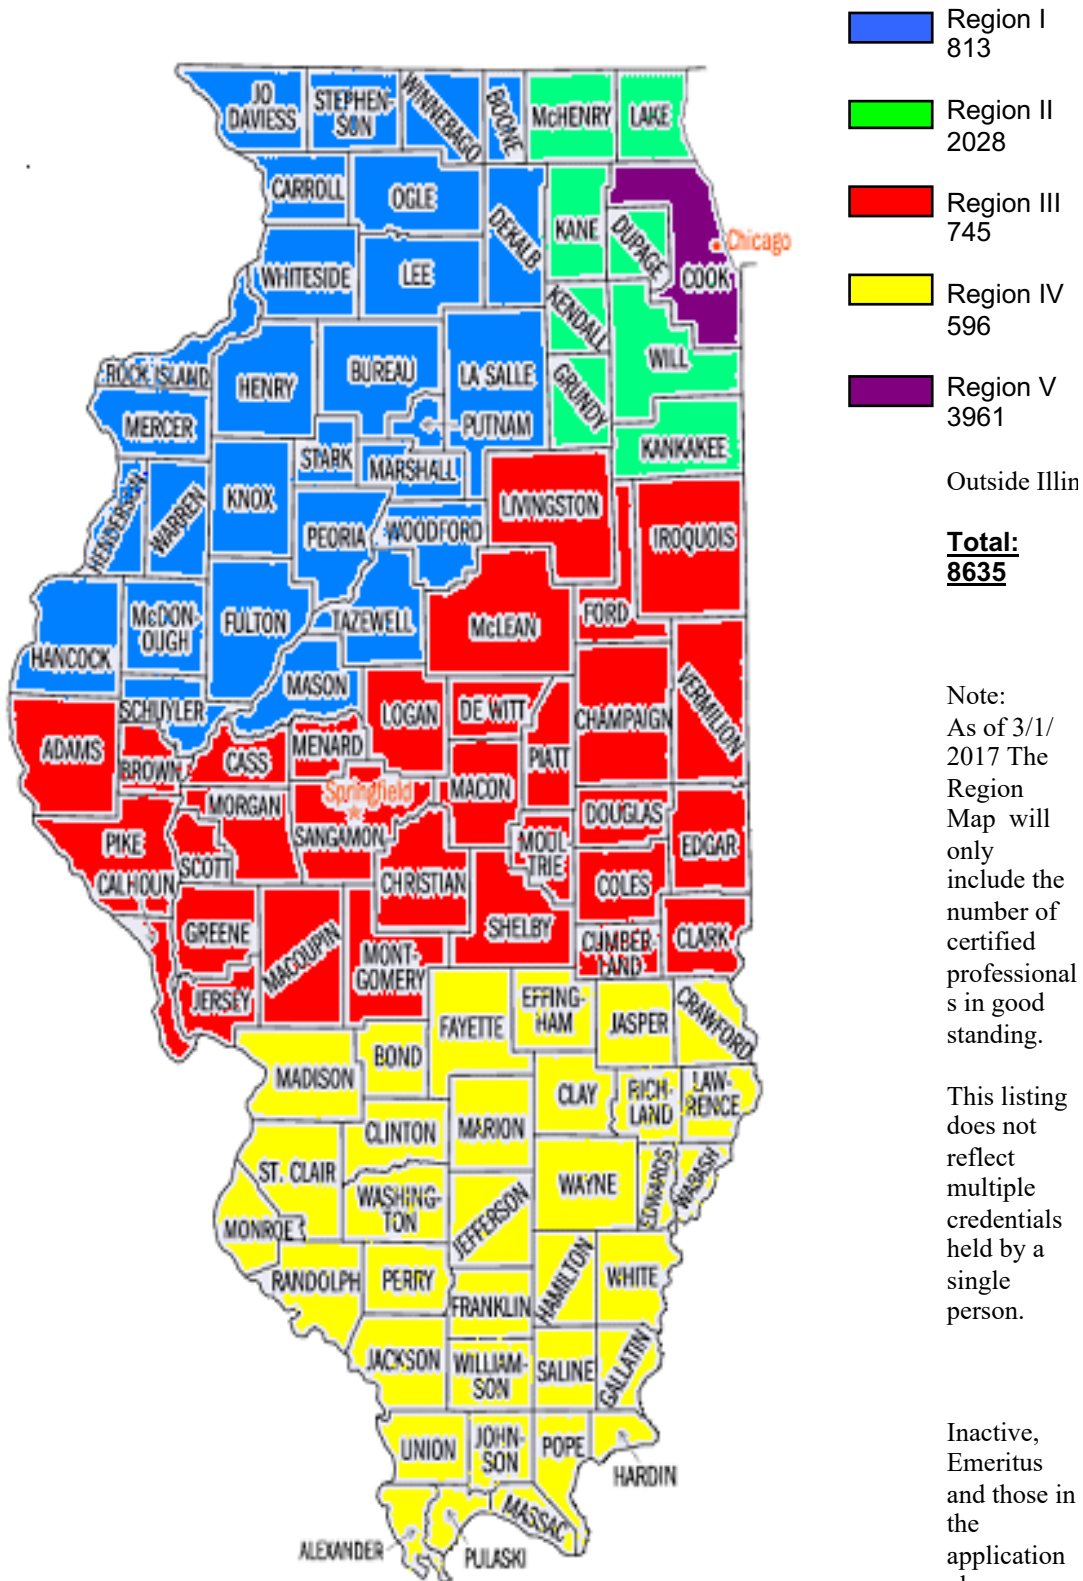 Region I
813
Region II
2028
Region III
745
Region IV
596
Region V
3961
Outside Illin
Total:
8635
Note:
As of 3/1/
2017 The
Region
Map will
only
include the
number of
certified
professional
s in good
standing.
This listing
does not
reflect
multiple
credentials
held by a
single
person.
Inactive,
Emeritus
and those in
the
application
JO
DAVIESS
STEPHEN-
SON
WINNEBAGO
BOONE
McHENRY
LAKE
CARROLL
OGLE
DEKALB
KANE
DUPAGE
Chicago
COOK
WHITESIDE
LEE
KENDALL
ROCK ISLAND
HENRY
BUREAU
LA SALLE
GRUNDY
WILL
MERCER
PUTNAM
KANKAKEE
STARK
MARSHALL
HENDERSON
WARREN
KNOX
PEORIA
WOODFORD
LIVINGSTON
IROQUOIS
HANCOCK
McDON-
OUGH
FULTON
TAZEWELL
McLEAN
FORD
SCHUYLER
MASON
LOGAN
DE WITT
PIATT
CHAMPAIGN
VERMILION
ADAMS
BROWN
CASS
MENARD
MACON
PIKE
SCOTT
MORGAN
Springfield
SANGAMON
DOUGLAS
EDGAR
CALHOUN
CHRISTIAN
MOUL-
TRIE
COLES
GREENE
MACOUPIN
MONT-
GOMERY
SHELBY
CUMBER-
LAND
CLARK
JERSEY
FAYETTE
EFFING-
HAM
JASPER
CRAWFORD
MADISON
BOND
CLINTON
MARION
CLAY
RICH-
LAND
LAW-
RENCE
ST. CLAIR
WASHING-
TON
JEFFERSON
WAYNE
EDWARDS
WABASH
MONROE
RANDOLPH
PERRY
FRANKLIN
HAMILTON
WHITE
JACKSON
WILLIAM-
SON
SALINE
GALLATIN
UNION
JOHN-
SON
POPE
HARDIN
ALEXANDER
PULASKI
MASSAC